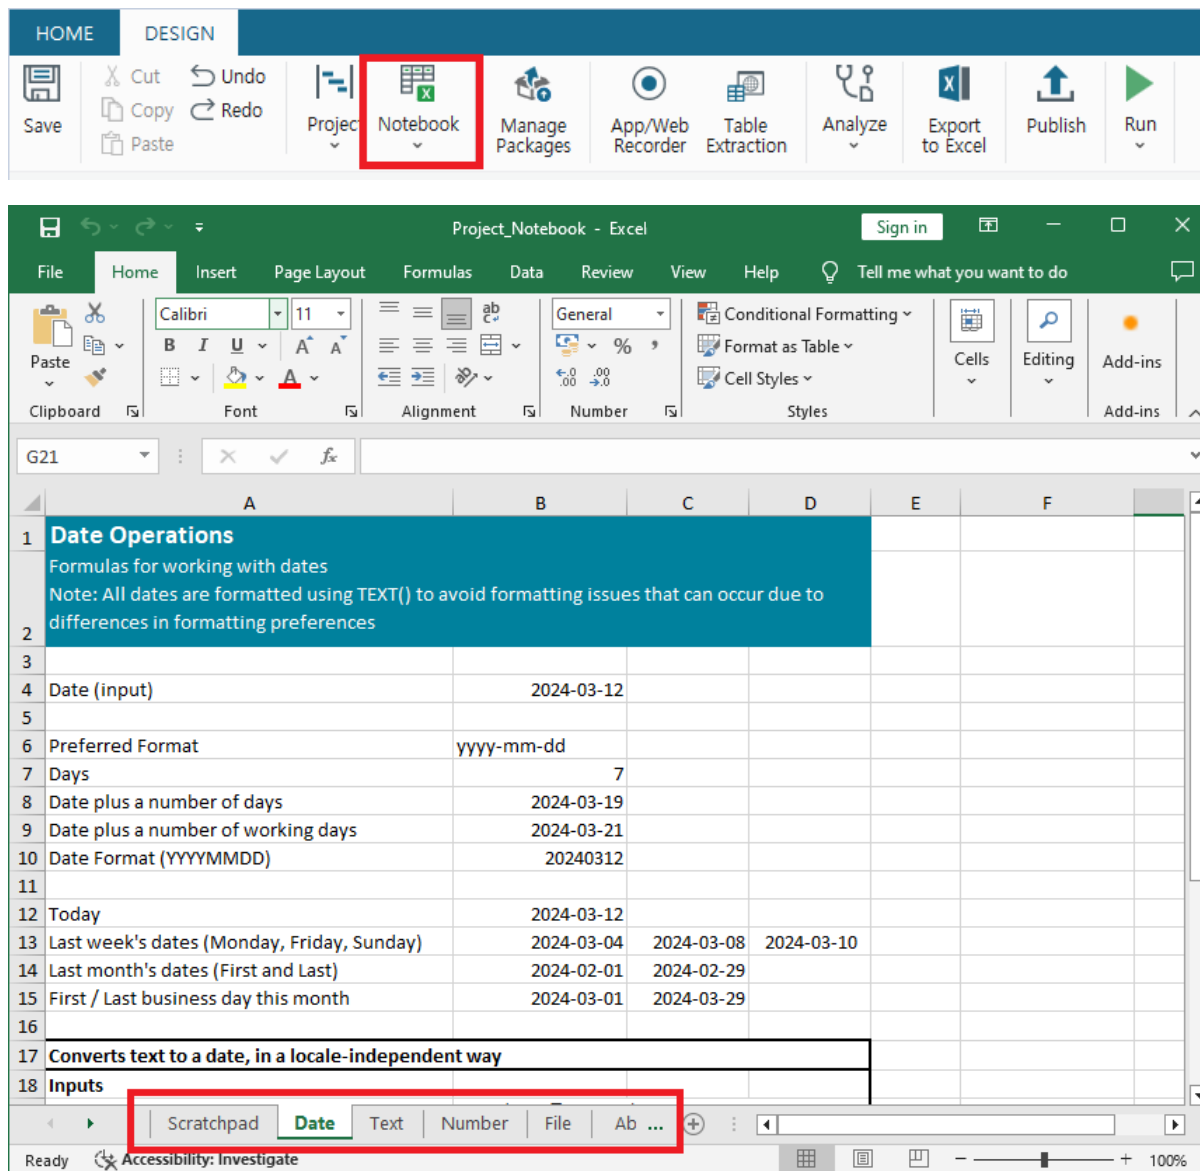 HOME DESIGN
Save Cut Copy Paste Undo Redo Project Notebook Manage Packages App/Web Recorder Table Extraction Analyze Export to Excel Publish Run
Project_Notebook - Excel Sign in
File Home Insert Page Layout Formulas Data Review View Help Tell me what you want to do
Paste Calibri 11 B I U A A A ab General % , Conditional Formatting Format as Table Cell Styles Cells Editing Add-ins
Clipboard Font Alignment Number Styles Add-ins
G21 fx
A B C D E F
1 Date Operations
2 Formulas for working with dates
Note: All dates are formatted using TEXT() to avoid formatting issues that can occur due to
differences in formatting preferences
3
4 Date (input) 2024-03-12
5
6 Preferred Format yyyy-mm-dd
7 Days 7
8 Date plus a number of days 2024-03-19
9 Date plus a number of working days 2024-03-21
10 Date Format (YYYYMMDD) 20240312
11
12 Today 2024-03-12
13 Last week's dates (Monday, Friday, Sunday) 2024-03-04 2024-03-08 2024-03-10
14 Last month's dates (First and Last) 2024-02-01 2024-02-29
15 First / Last business day this month 2024-03-01 2024-03-29
16
17 Converts text to a date, in a locale-independent way
18 Inputs
Scratchpad Date Text Number File Ab ...
Ready Accessibility: Investigate 100%